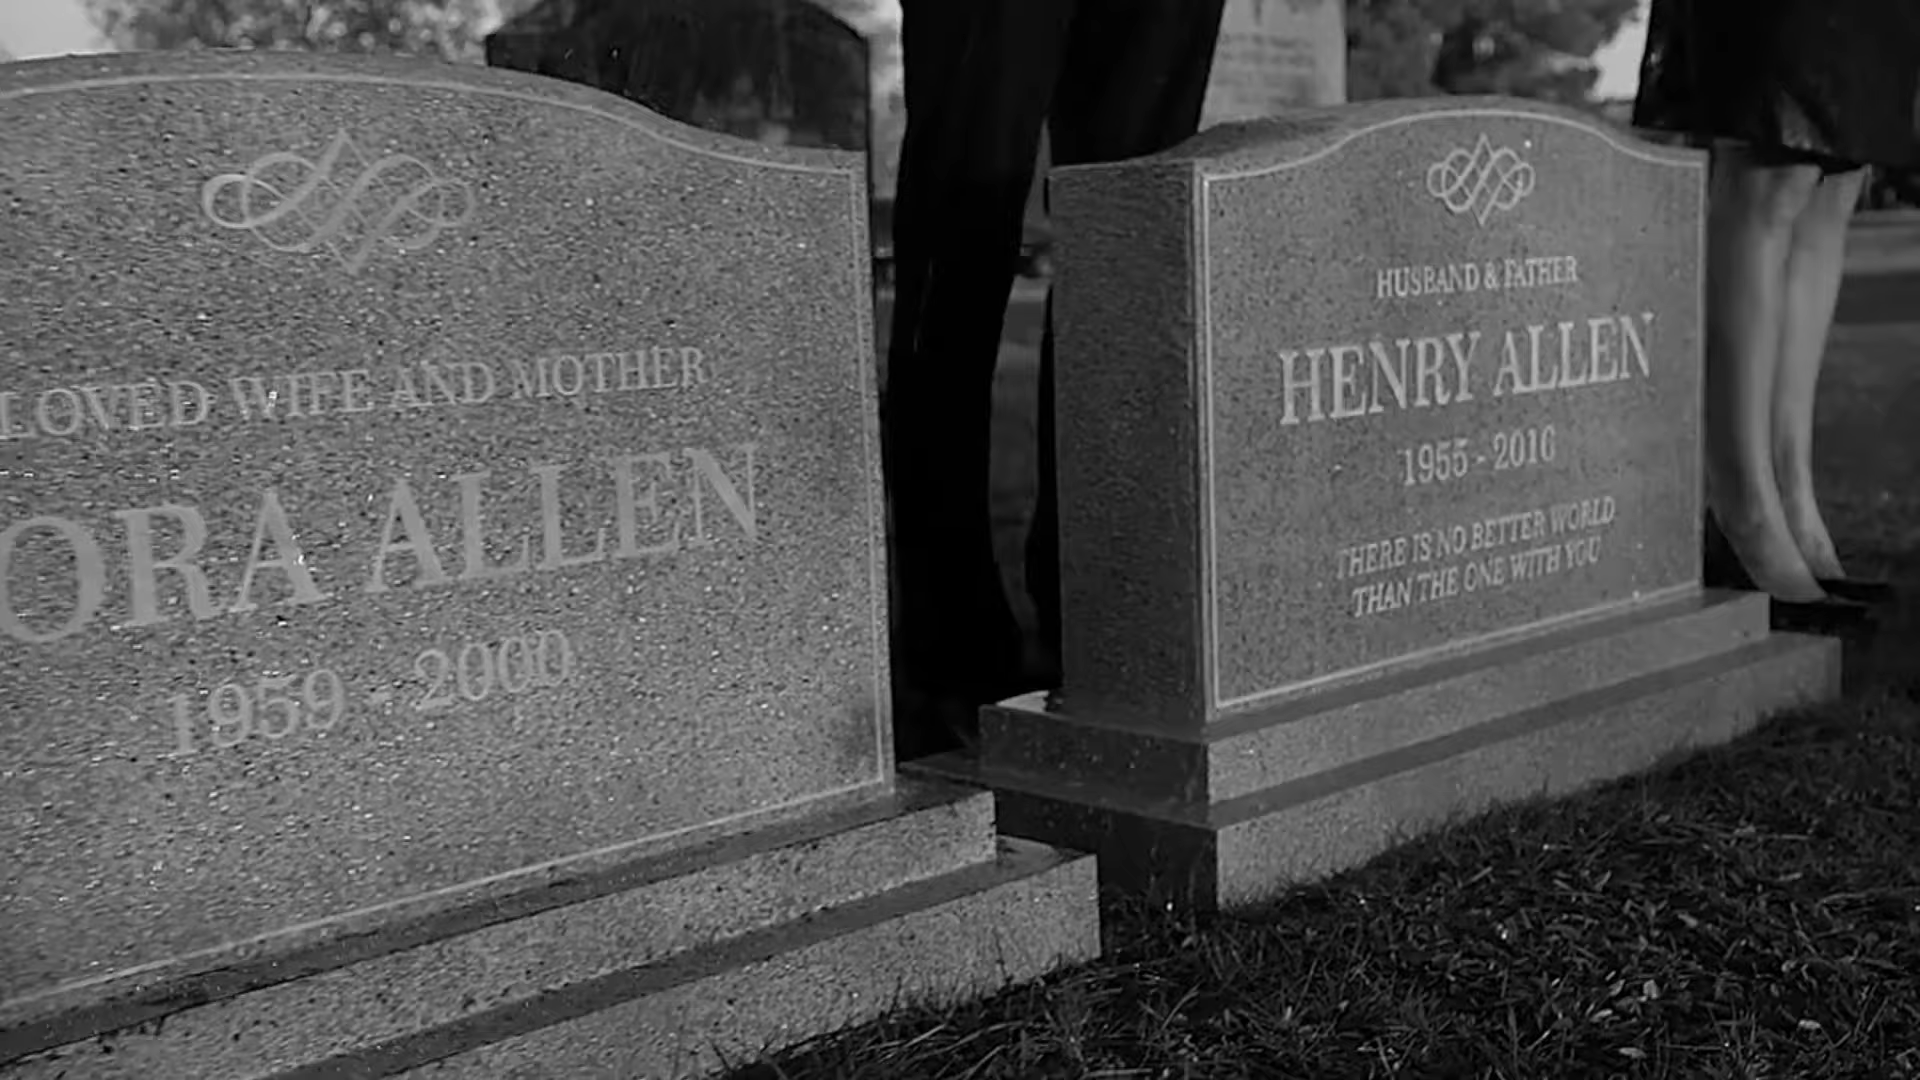 LOVED WIFE AND MOTHER
ORA ALLEN
1959 - 2000
HUSBAND & FATHER
HENRY ALLEN
1955 - 2016
THERE IS NO BETTER WORLD
THAN THE ONE WITH YOU